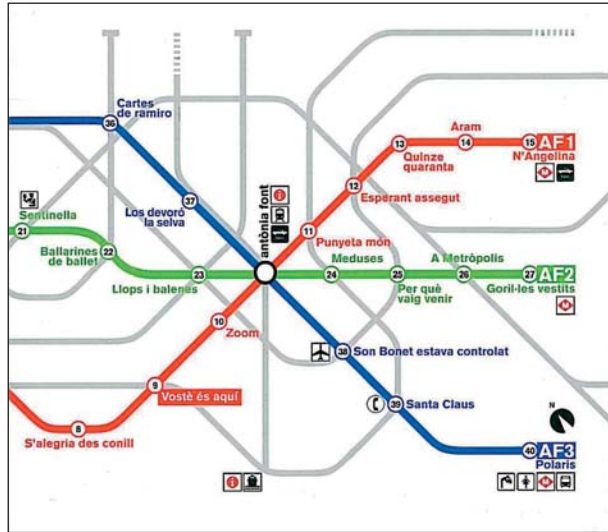 Cartes
de ramiro
36
Aram
13
14
15
AF1
Quinze
quaranta
N'Angelina
M
12
Esperant assegut
37
Los devoró
la selva
antònia font
i
11
Punyeta món
21
Sentinella
22
Ballarines
de ballet
23
Llops i balenes
Meduses
24
25
Per què
vaig venir
A Metròpolis
26
27
AF2
Goril·les vestits
M
10
Zoom
38
Son Bonet estava controlat
9
Vostè és aquí
39
Santa Claus
8
S'alegria des conill
N
40
AF3
Polaris
i
M